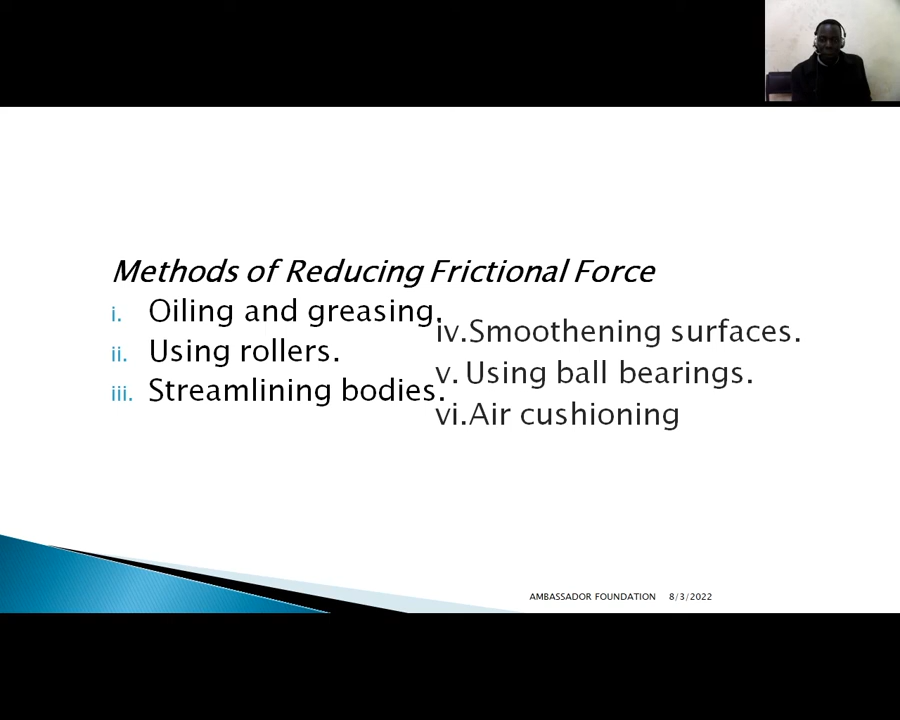 Methods of Reducing Frictional Force
i. Oiling and greasing.
ii. Using rollers.
iii. Streamlining bodies.
iv.Smoothening surfaces.
v. Using ball bearings.
vi.Air cushioning
AMBASSADOR FOUNDATION 8/3/2022